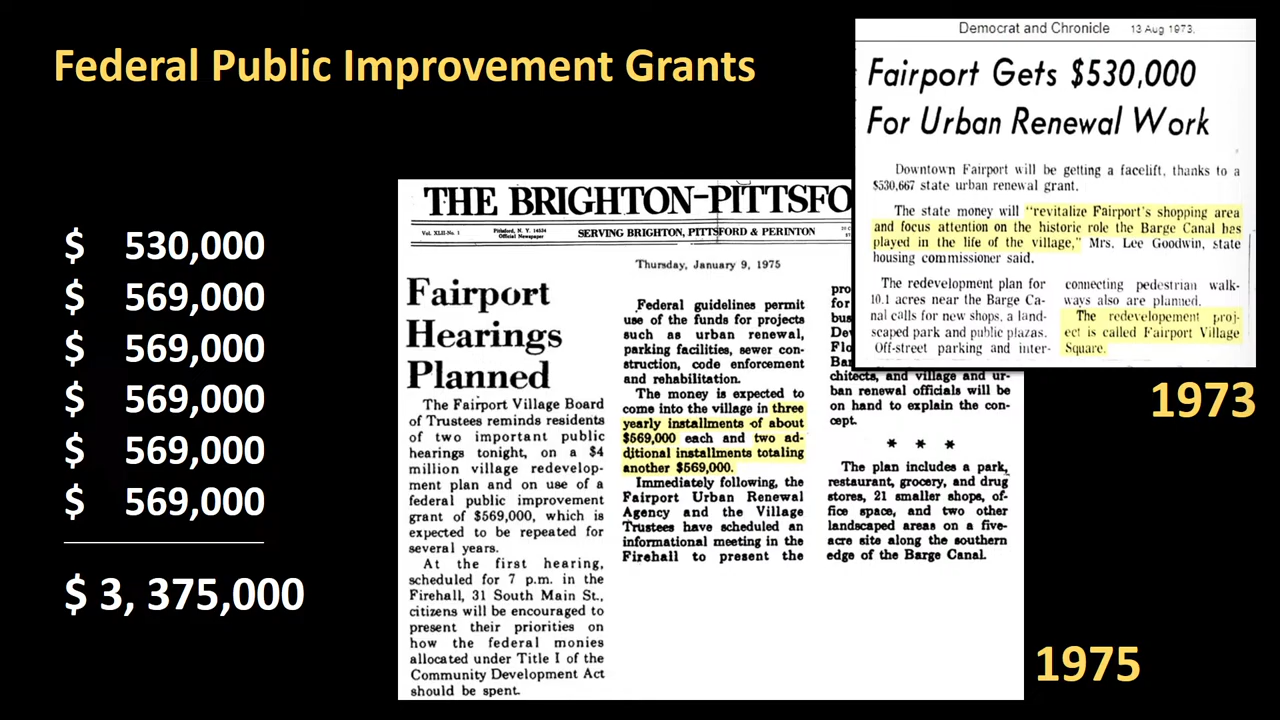 Federal Public Improvement Grants
$ 530,000
$ 569,000
$ 569,000
$ 569,000
$ 569,000
$ 569,000
$ 3, 375,000
THE BRIGHTON-PITTSFO
Vol. XLII-No. 1
Pittsford, N. Y. 14534
Official Newspaper
SERVING BRIGHTON, PITTSFORD & PERINTON
Thursday, January 9, 1975
Fairport
Hearings
Planned
The Fairport Village Board
of Trustees reminds residents
of two important public
hearings tonight, on a $4
million village redevelop-
ment plan and on use of a
federal public improvement
grant of $569,000, which is
expected to be repeated for
several years.
At the first hearing,
scheduled for 7 p.m. in the
Firehall, 31 South Main St.,
citizens will be encouraged to
present their priorities on
how the federal monies
allocated under Title I of the
Community Development Act
should be spent.
Federal guidelines permit
use of the funds for projects
such as urban renewal,
parking facilities, sewer con-
struction, code enforcement
and rehabilitation.
The money is expected to
come into the village in three
yearly installments of about
$569,000 each and two ad-
ditional installments totaling
another $569,000.
Immediately following, the
Fairport Urban Renewal
Agency and the Village
Trustees have scheduled an
informational meeting in the
Firehall to present the
pro
for
bus
Dev
Flo
Bar
chitects, and village and ur-
ban renewal officials will be
on hand to explain the con-
cept.
* * *
The plan includes a park,
restaurant, grocery, and drug
stores, 21 smaller shops, of-
fice space, and two other
landscaped areas on a five-
acre site along the southern
edge of the Barge Canal.
1975
Democrat and Chronicle 13 Aug 1973.
Fairport Gets $530,000
For Urban Renewal Work
Downtown Fairport will be getting a facelift, thanks to a
$530,667 state urban renewal grant.
The state money will "revitalize Fairport's shopping area
and focus attention on the historic role the Barge Canal has
played in the life of the village," Mrs. Lee Goodwin, state
housing commissioner said.
The redevelopment plan for
10.1 acres near the Barge Ca-
nal calls for new shops, a land-
scaped park and public plazas.
Off-street parking and inter-
connecting pedestrian walk-
ways also are planned.
The redevelopement proj-
ect is called Fairport Village
Square.
1973